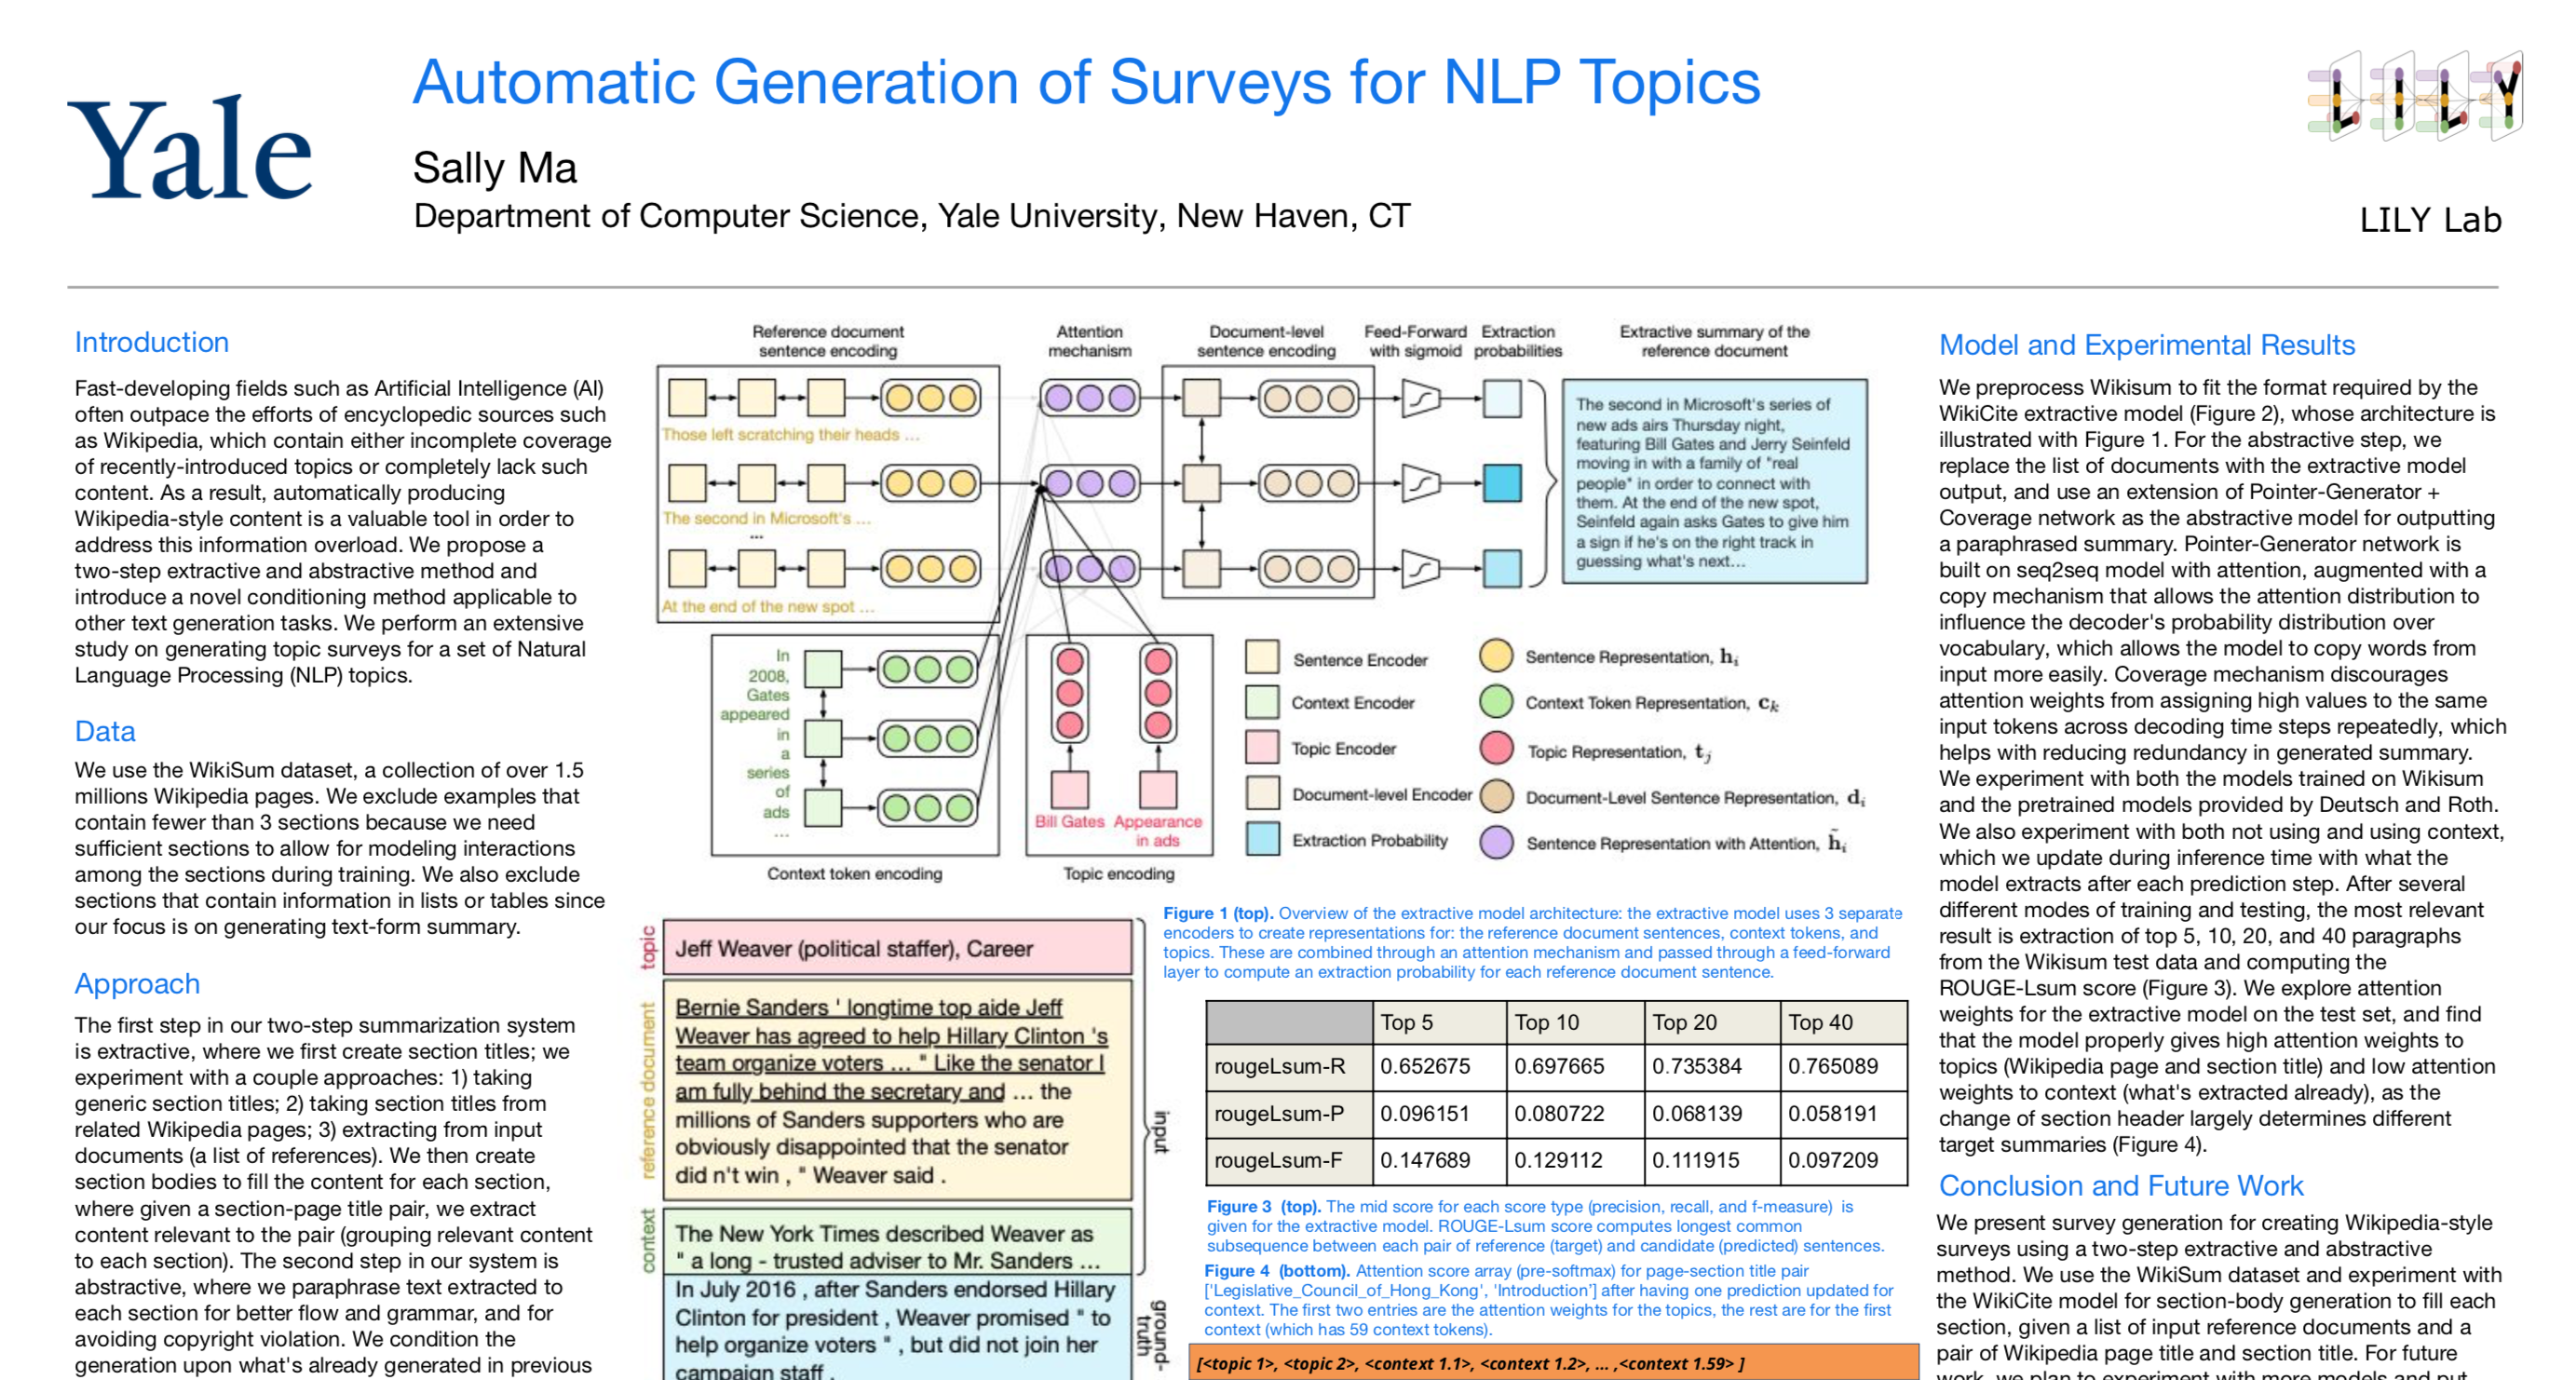 Yale
Automatic Generation of Surveys for NLP Topics
Sally Ma
Department of Computer Science, Yale University, New Haven, CT
LILY
LILY Lab
Introduction
Fast-developing fields such as Artificial Intelligence (AI)
often outpace the efforts of encyclopedic sources such
as Wikipedia, which contain either incomplete coverage
of recently-introduced topics or completely lack such
content. As a result, automatically producing
Wikipedia-style content is a valuable tool in order to
address this information overload. We propose a
two-step extractive and abstractive method and
introduce a novel conditioning method applicable to
other text generation tasks. We perform an extensive
study on generating topic surveys for a set of Natural
Language Processing (NLP) topics.
Data
We use the WikiSum dataset, a collection of over 1.5
millions Wikipedia pages. We exclude examples that
contain fewer than 3 sections because we need
sufficient sections to allow for modeling interactions
among the sections during training. We also exclude
sections that contain information in lists or tables since
our focus is on generating text-form summary.
Approach
The first step in our two-step summarization system
is extractive, where we first create section titles; we
experiment with a couple approaches: 1) taking
generic section titles; 2) taking section titles from
related Wikipedia pages; 3) extracting from input
documents (a list of references). We then create
section bodies to fill the content for each section,
where given a section-page title pair, we extract
content relevant to the pair (grouping relevant content
to each section). The second step in our system is
abstractive, where we paraphrase text extracted to
each section for better flow and grammar, and for
avoiding copyright violation. We condition the
generation upon what's already generated in previous
Reference document
sentence encoding
Attention
mechanism
Document-level
sentence encoding
Feed-Forward
with sigmoid
Extraction
probabilities
Extractive summary of the
reference document
Those left scratching their heads ...
The second in Microsoft's ...
...
At the end of the new spot ...
The second in Microsoft's series of
new ads airs Thursday night,
featuring Bill Gates and Jerry Seinfeld
moving in with a family of "real
people" in order to connect with
them. At the end of the new spot,
Seinfeld again asks Gates to give him
a sign if he's on the right track in
guessing what's next...
In
2008,
Gates
appeared
in
a
series
of
ads
...
Context token encoding
Bill Gates
Appearance
in ads
Topic encoding
Sentence Encoder
Context Encoder
Topic Encoder
Document-level Encoder
Extraction Probability
Sentence Representation, h_i
Context Token Representation, c_k
Topic Representation, t_j
Document-Level Sentence Representation, d_i
Sentence Representation with Attention, h̃_i
topic
Jeff Weaver (political staffer), Career
reference document
Bernie Sanders ' longtime top aide Jeff
Weaver has agreed to help Hillary Clinton 's
team organize voters ... " Like the senator I
am fully behind the secretary and ... the
millions of Sanders supporters who are
obviously disappointed that the senator
did n't win , " Weaver said .
context
The New York Times described Weaver as
" a long - trusted adviser to Mr. Sanders ...
In July 2016 , after Sanders endorsed Hillary
Clinton for president , Weaver promised " to
help organize voters " , but did not join her
campaign staff .
input
ground-
truth
Figure 1 (top). Overview of the extractive model architecture: the extractive model uses 3 separate
encoders to create representations for: the reference document sentences, context tokens, and
topics. These are combined through an attention mechanism and passed through a feed-forward
layer to compute an extraction probability for each reference document sentence.
Top 5 Top 10 Top 20 Top 40
rougeLsum-R 0.652675 0.697665 0.735384 0.765089
rougeLsum-P 0.096151 0.080722 0.068139 0.058191
rougeLsum-F 0.147689 0.129112 0.111915 0.097209
Figure 3 (top). The mid score for each score type (precision, recall, and f-measure) is
given for the extractive model. ROUGE-Lsum score computes longest common
subsequence between each pair of reference (target) and candidate (predicted) sentences.
Figure 4 (bottom). Attention score array (pre-softmax) for page-section title pair
['Legislative_Council_of_Hong_Kong', 'Introduction'] after having one prediction updated for
context. The first two entries are the attention weights for the topics, the rest are for the first
context (which has 59 context tokens).
[<topic 1>, <topic 2>, <context 1.1>, <context 1.2>, ... ,<context 1.59> ]
Model and Experimental Results
We preprocess Wikisum to fit the format required by the
WikiCite extractive model (Figure 2), whose architecture is
illustrated with Figure 1. For the abstractive step, we
replace the list of documents with the extractive model
output, and use an extension of Pointer-Generator +
Coverage network as the abstractive model for outputting
a paraphrased summary. Pointer-Generator network is
built on seq2seq model with attention, augmented with a
copy mechanism that allows the attention distribution to
influence the decoder's probability distribution over
vocabulary, which allows the model to copy words from
input more easily. Coverage mechanism discourages
attention weights from assigning high values to the same
input tokens across decoding time steps repeatedly, which
helps with reducing redundancy in generated summary.
We experiment with both the models trained on Wikisum
and the pretrained models provided by Deutsch and Roth.
We also experiment with both not using and using context,
which we update during inference time with what the
model extracts after each prediction step. After several
different modes of training and testing, the most relevant
result is extraction of top 5, 10, 20, and 40 paragraphs
from the Wikisum test data and computing the
ROUGE-Lsum score (Figure 3). We explore attention
weights for the extractive model on the test set, and find
that the model properly gives high attention weights to
topics (Wikipedia page and section title) and low attention
weights to context (what's extracted already), as the
change of section header largely determines different
target summaries (Figure 4).
Conclusion and Future Work
We present survey generation for creating Wikipedia-style
surveys using a two-step extractive and abstractive
method. We use the WikiSum dataset and experiment with
the WikiCite model for section-body generation to fill each
section, given a list of input reference documents and a
pair of Wikipedia page title and section title. For future
work, we plan to experiment with more models and put